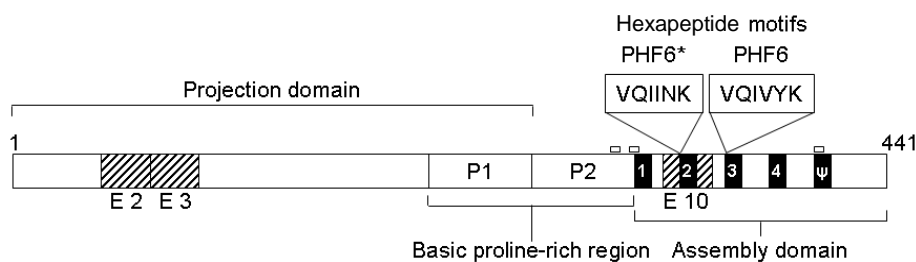 Hexapeptide motifs
PHF6* PHF6
VQIINK VQIVYK
Projection domain
1 441
P1 P2 1 2 3 4 ψ
E 2 E 3 E 10
Basic proline-rich region Assembly domain